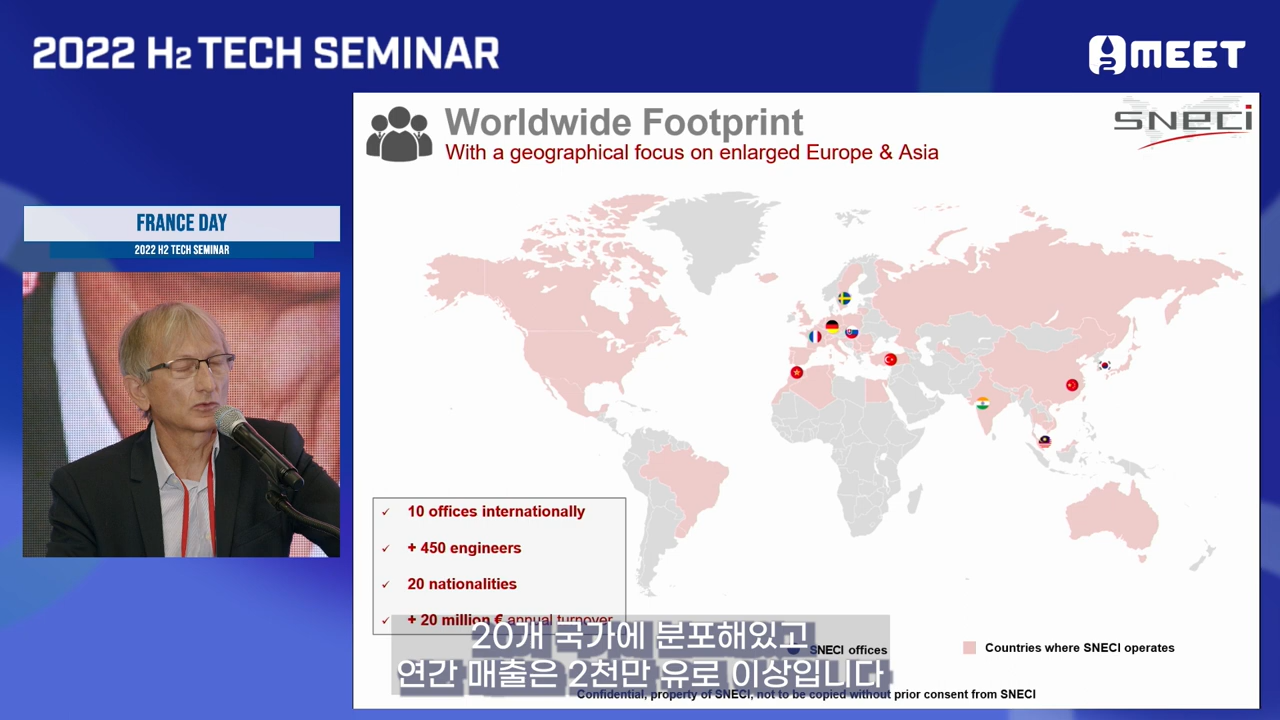 2022 H2 TECH SEMINAR
H2 MEET
Worldwide Footprint
With a geographical focus on enlarged Europe & Asia
sneci
FRANCE DAY
2022 H2 TECH SEMINAR
✓ 10 offices internationally
✓ + 450 engineers
✓ 20 nationalities
✓ + 20 million € annual turnover
SNECI offices
Countries where SNECI operates
20개 국가에 분포해있고
연간 매출은 2천만 유로 이상입니다
Confidential, property of SNECI, not to be copied without prior consent from SNECI